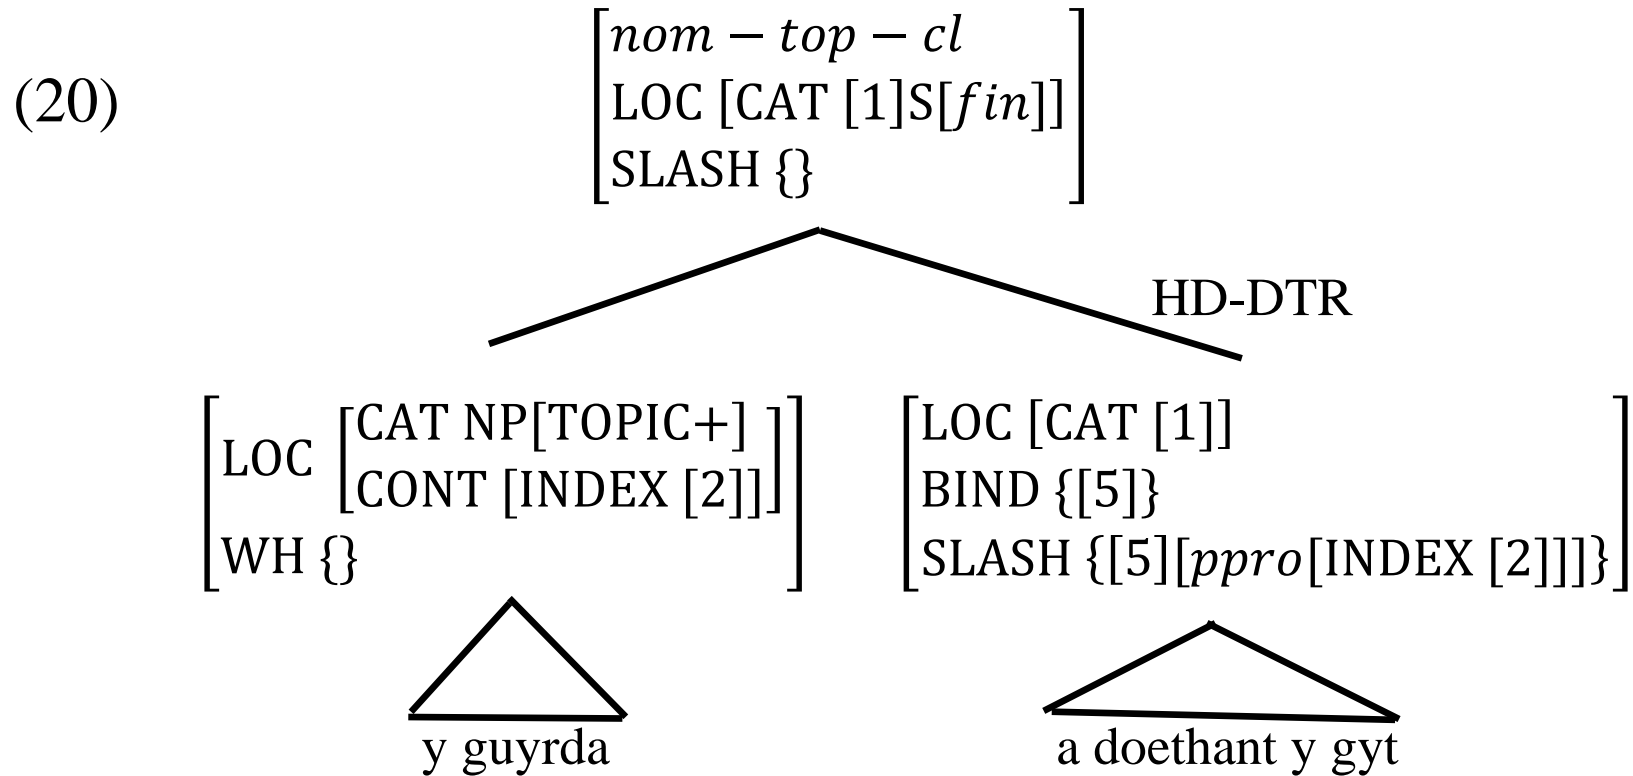 (20)
nom – top – cl
LOC [CAT [1]S[fin]]
SLASH {}
HD-DTR
LOC [CAT NP[TOPIC+]
CONT [INDEX [2]]]
WH {}
LOC [CAT [1]]
BIND {[5]}
SLASH {[5][ppro[INDEX [2]]]}
y guyrda
a doethant y gyt